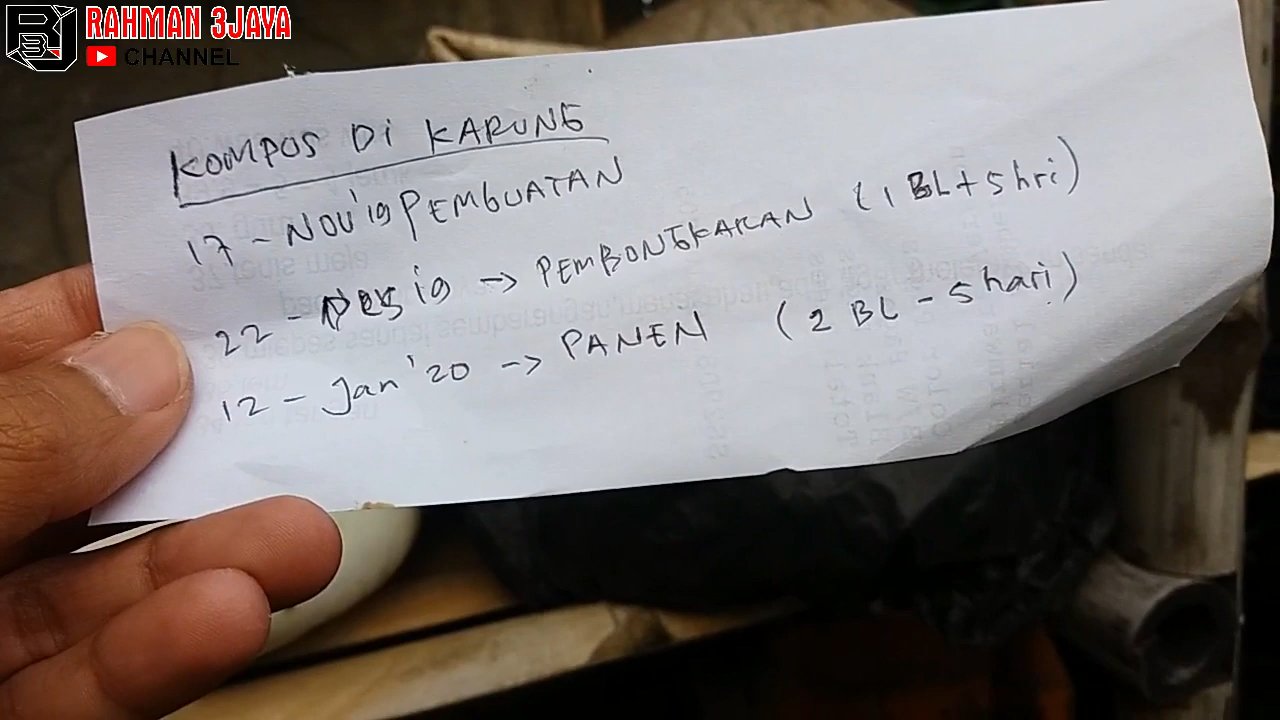 RAHMAN 3JAYA
CHANNEL
KOMPOS Di KARUNG
17 - NOV'19 PEMBUATAN
22 - Des 19 → PEMBONGKARAN (1 BL + 5 hri)
12 - Jan '20 → PANEN (2 BL - 5 hari)